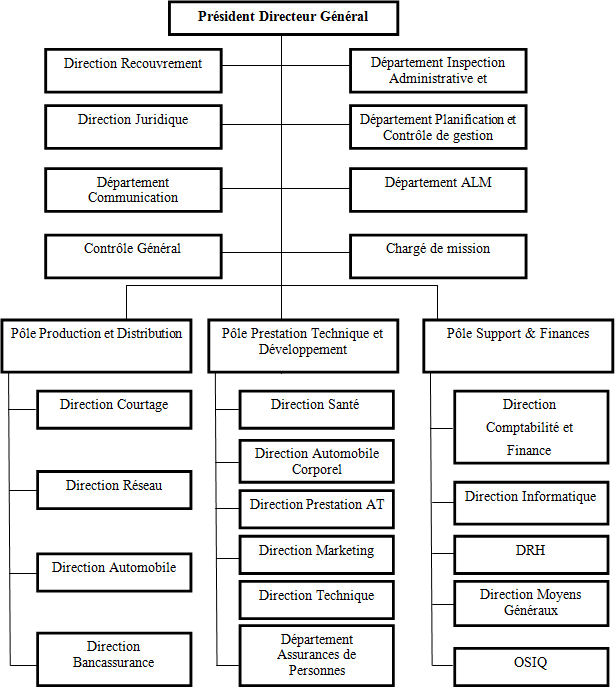 Président Directeur Général
Direction Recouvrement
Département Inspection
Administrative et
Direction Juridique
Département Planification et
Contrôle de gestion
Département
Communication
Département ALM
Contrôle Général
Chargé de mission
Pôle Production et Distribution
Direction Courtage
Direction Réseau
Direction Automobile
Direction
Bancassurance
Pôle Prestation Technique et
Développement
Direction Santé
Direction Automobile
Corporel
Direction Prestation AT
Direction Marketing
Direction Technique
Département
Assurances de
Personnes
Pôle Support & Finances
Direction
Comptabilité et
Finance
Direction Informatique
DRH
Direction Moyens
Généraux
OSIQ